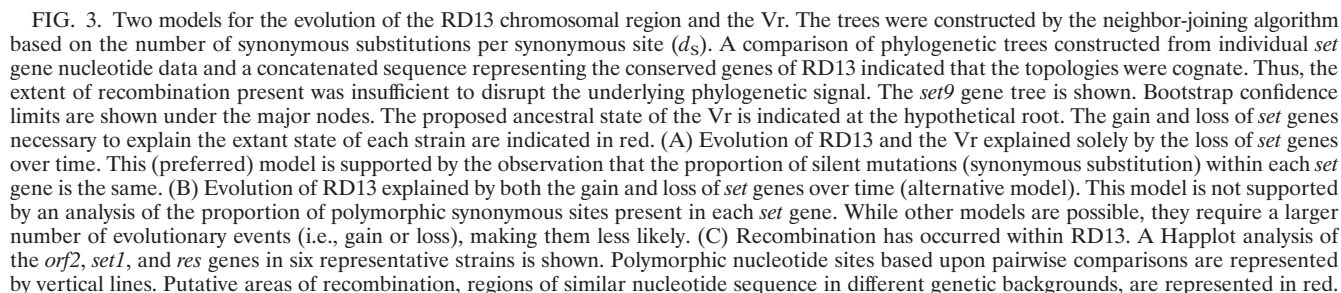 FIG. 3. Two models for the evolution of the RD13 chromosomal region and the Vr. The trees were constructed by the neighbor-joining algorithm
based on the number of synonymous substitutions per synonymous site (dS). A comparison of phylogenetic trees constructed from individual set
gene nucleotide data and a concatenated sequence representing the conserved genes of RD13 indicated that the topologies were cognate. Thus, the
extent of recombination present was insufficient to disrupt the underlying phylogenetic signal. The set9 gene tree is shown. Bootstrap confidence
limits are shown under the major nodes. The proposed ancestral state of the Vr is indicated at the hypothetical root. The gain and loss of set genes
necessary to explain the extant state of each strain are indicated in red. (A) Evolution of RD13 and the Vr explained solely by the loss of set genes
over time. This (preferred) model is supported by the observation that the proportion of silent mutations (synonymous substitution) within each set
gene is the same. (B) Evolution of RD13 explained by both the gain and loss of set genes over time (alternative model). This model is not supported
by an analysis of the proportion of polymorphic synonymous sites present in each set gene. While other models are possible, they require a larger
number of evolutionary events (i.e., gain or loss), making them less likely. (C) Recombination has occurred within RD13. A Happlot analysis of
the orf2, set1, and res genes in six representative strains is shown. Polymorphic nucleotide sites based upon pairwise comparisons are represented
by vertical lines. Putative areas of recombination, regions of similar nucleotide sequence in different genetic backgrounds, are represented in red.